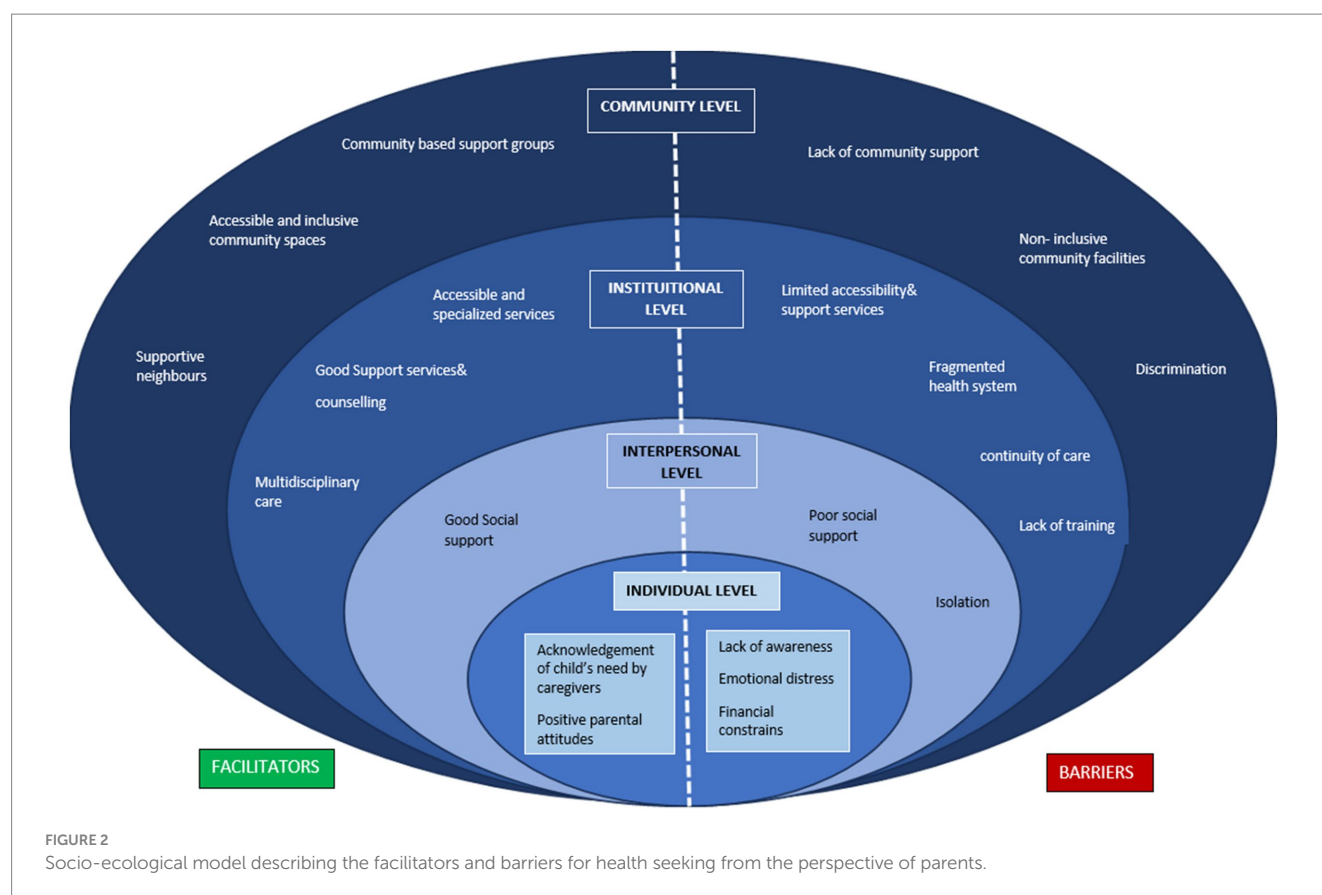 COMMUNITY LEVEL
Community based support groups
Lack of community support
Accessible and inclusive
community spaces
Non- inclusive
community facilities
INSTITUITIONAL
LEVEL
Accessible and
specialized services
Limited accessibility&
support services
Supportive
neighbours
Good Support services&
counselling
Fragmented
health system
Discrimination
INTERPERSONAL
LEVEL
continuity of care
Multidisciplinary
care
Good Social
support
Poor social
support
Lack of training
INDIVIDUAL LEVEL
Isolation
Acknowledgement
of child's need by
caregivers
Positive parental
attitudes
Lack of awareness
Emotional distress
Financial
constrains
FACILITATORS
BARRIERS
FIGURE 2
Socio-ecological model describing the facilitators and barriers for health seeking from the perspective of parents.